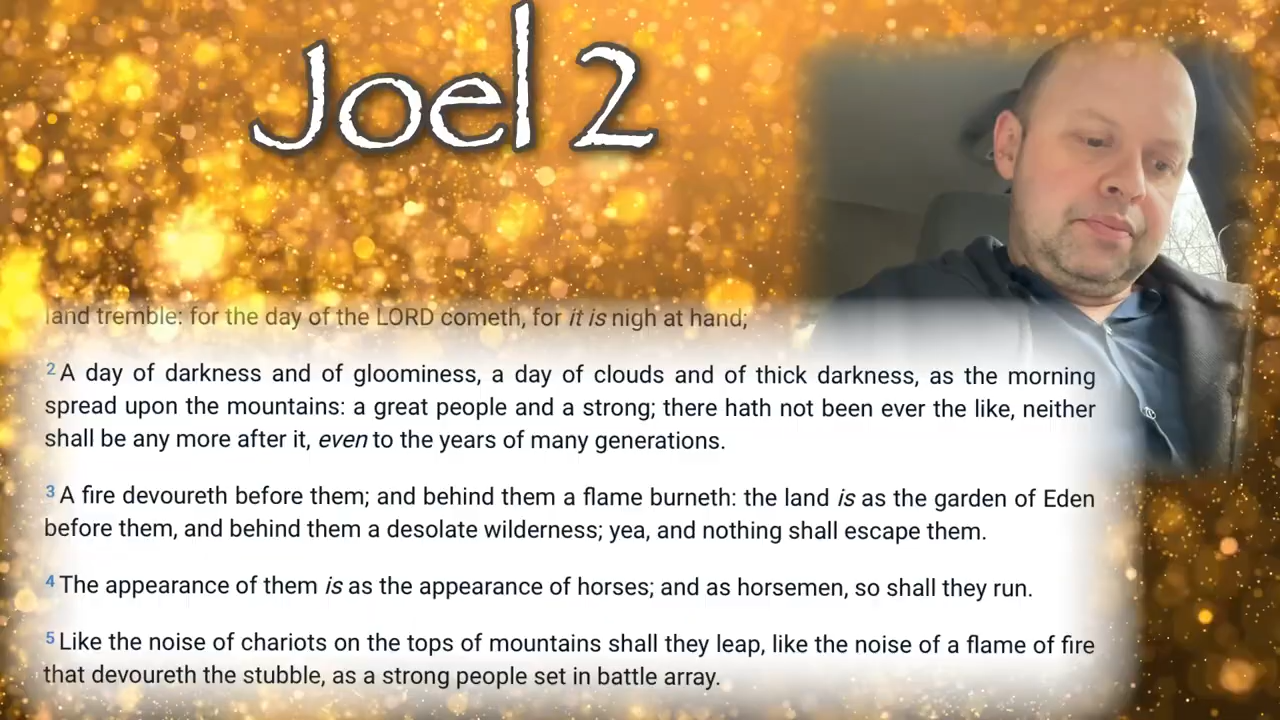 Joel 2
land tremble: for the day of the LORD cometh, for it is nigh at hand;
2 A day of darkness and of gloominess, a day of clouds and of thick darkness, as the morning
spread upon the mountains: a great people and a strong; there hath not been ever the like, neither
shall be any more after it, even to the years of many generations.
3 A fire devoureth before them; and behind them a flame burneth: the land is as the garden of Eden
before them, and behind them a desolate wilderness; yea, and nothing shall escape them.
4 The appearance of them is as the appearance of horses; and as horsemen, so shall they run.
5 Like the noise of chariots on the tops of mountains shall they leap, like the noise of a flame of fire
that devoureth the stubble, as a strong people set in battle array.